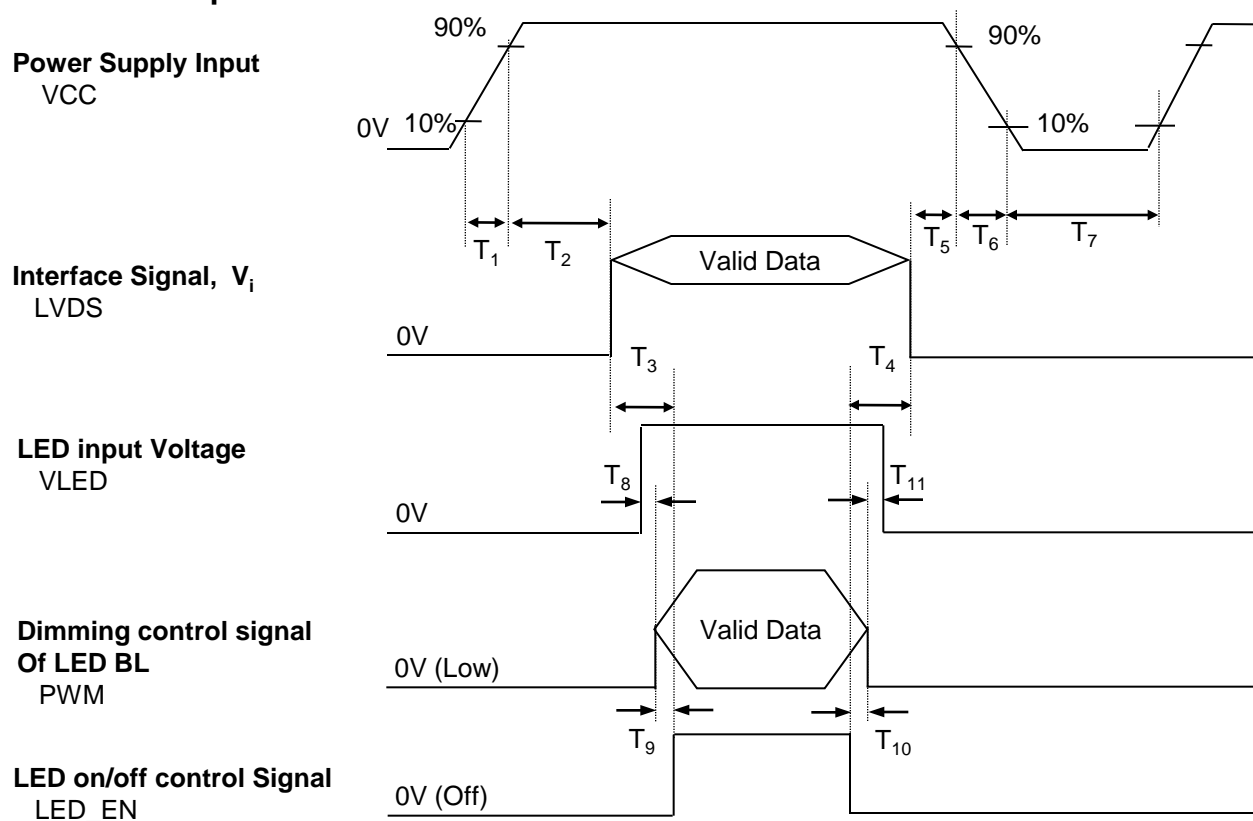 90%
90%
Power Supply Input
VCC
0V 10%
10%
T1
T2
T5
T6
T7
Interface Signal, Vi
LVDS
Valid Data
0V
T3
T4
LED input Voltage
VLED
T8
T11
0V
Dimming control signal
Of LED BL
PWM
Valid Data
0V (Low)
T9
T10
LED on/off control Signal
LED_EN
0V (Off)